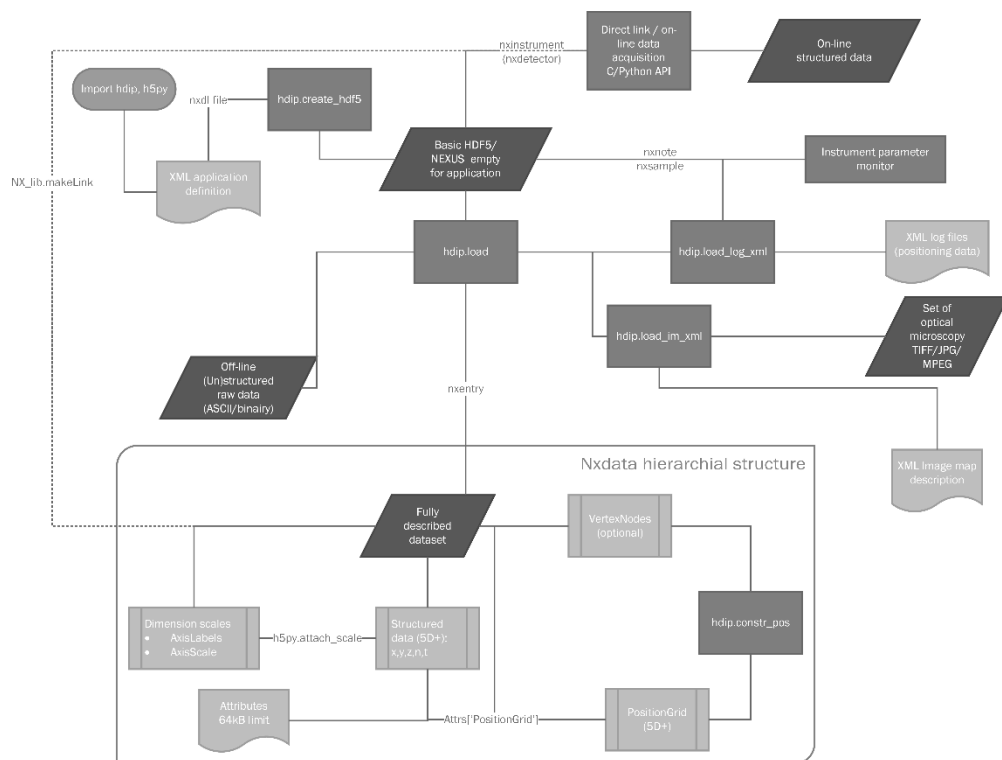 nxinstrument
(nxdetector)
Direct link / on-
line data
acquisition
C/Python API
On-line
structured data
Import hdip, h5py
nxdl file
hdip.create_hdf5
Basic HDF5/
NEXUS empty
for application
nxnote
nxsample
Instrument parameter
monitor
NX_lib.makeLink
XML application
definition
hdip.load
hdip.load_log_xml
XML log files
(positioning data)
hdip.load_im_xml
Set of
optical
microscopy
TIFF/JPG/
MPEG
Off-line
(Un)structured
raw data
(ASCII/binairy)
nxentry
XML Image map
description
Nxdata hierarchial structure
Fully
described
dataset
VertexNodes
(optional)
hdip.constr_pos
Dimension scales
• AxisLabels
• AxisScale
h5py.attach_scale
Structured
data (5D+):
x,y,z,n,t
Attributes
64kB limit
Attrs['PositionGrid']
PositionGrid
(5D+)